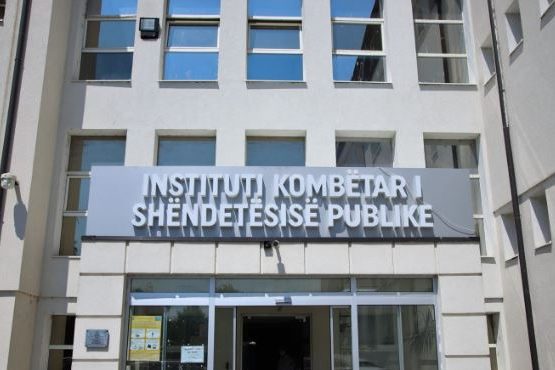 INSTITUTI KOMBËTAR I
SHËNDETËSISË PUBLIKE